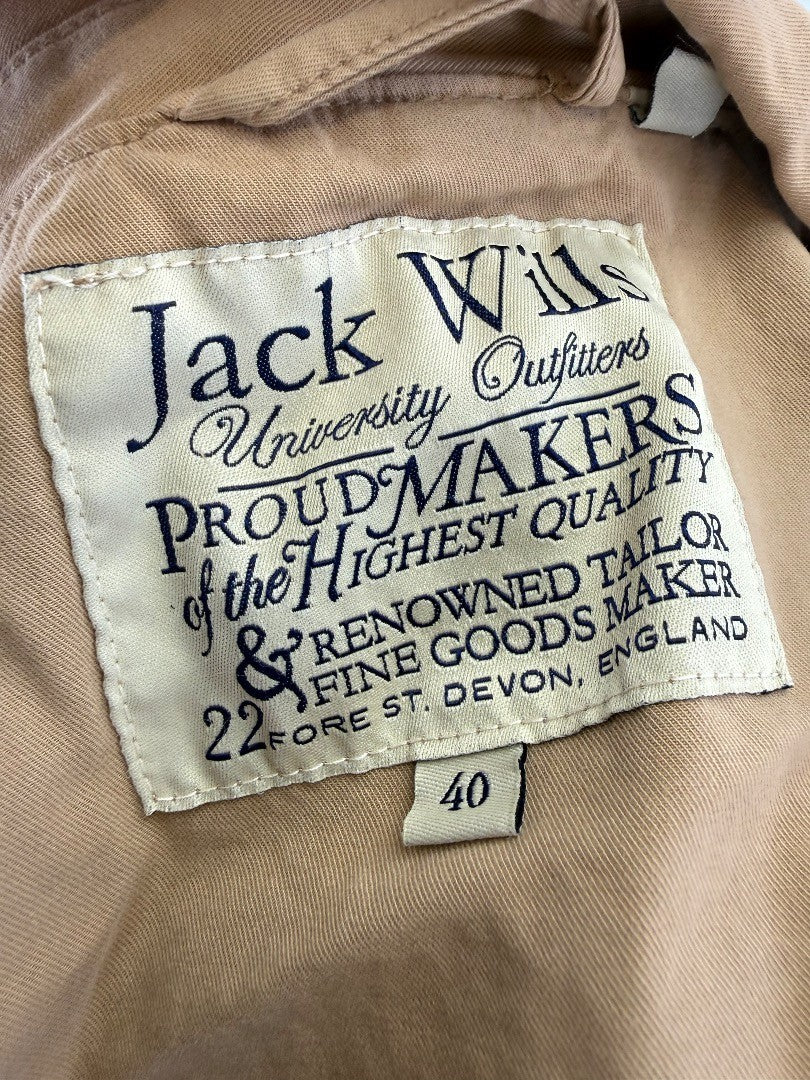 Jack Wills
University Outfitters
PROUD MAKERS
of the HIGHEST QUALITY
& RENOWNED TAILOR
FINE GOODS MAKER
22 FORE ST. DEVON, ENGLAND
40